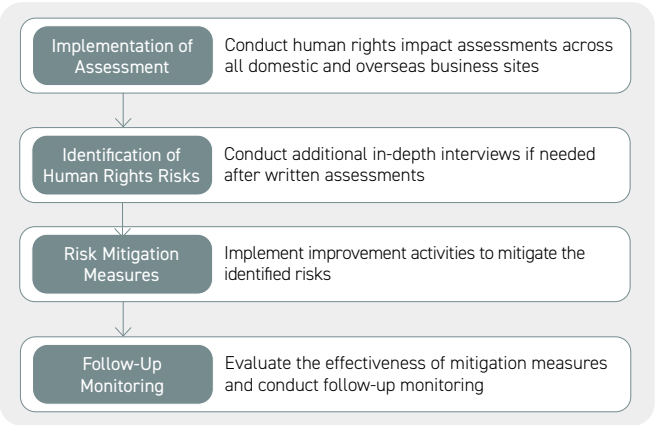 Implementation of
Assessment
Conduct human rights impact assessments across
all domestic and overseas business sites
Identification of
Human Rights Risks
Conduct additional in-depth interviews if needed
after written assessments
Risk Mitigation
Measures
Implement improvement activities to mitigate the
identified risks
Follow-Up
Monitoring
Evaluate the effectiveness of mitigation measures
and conduct follow-up monitoring